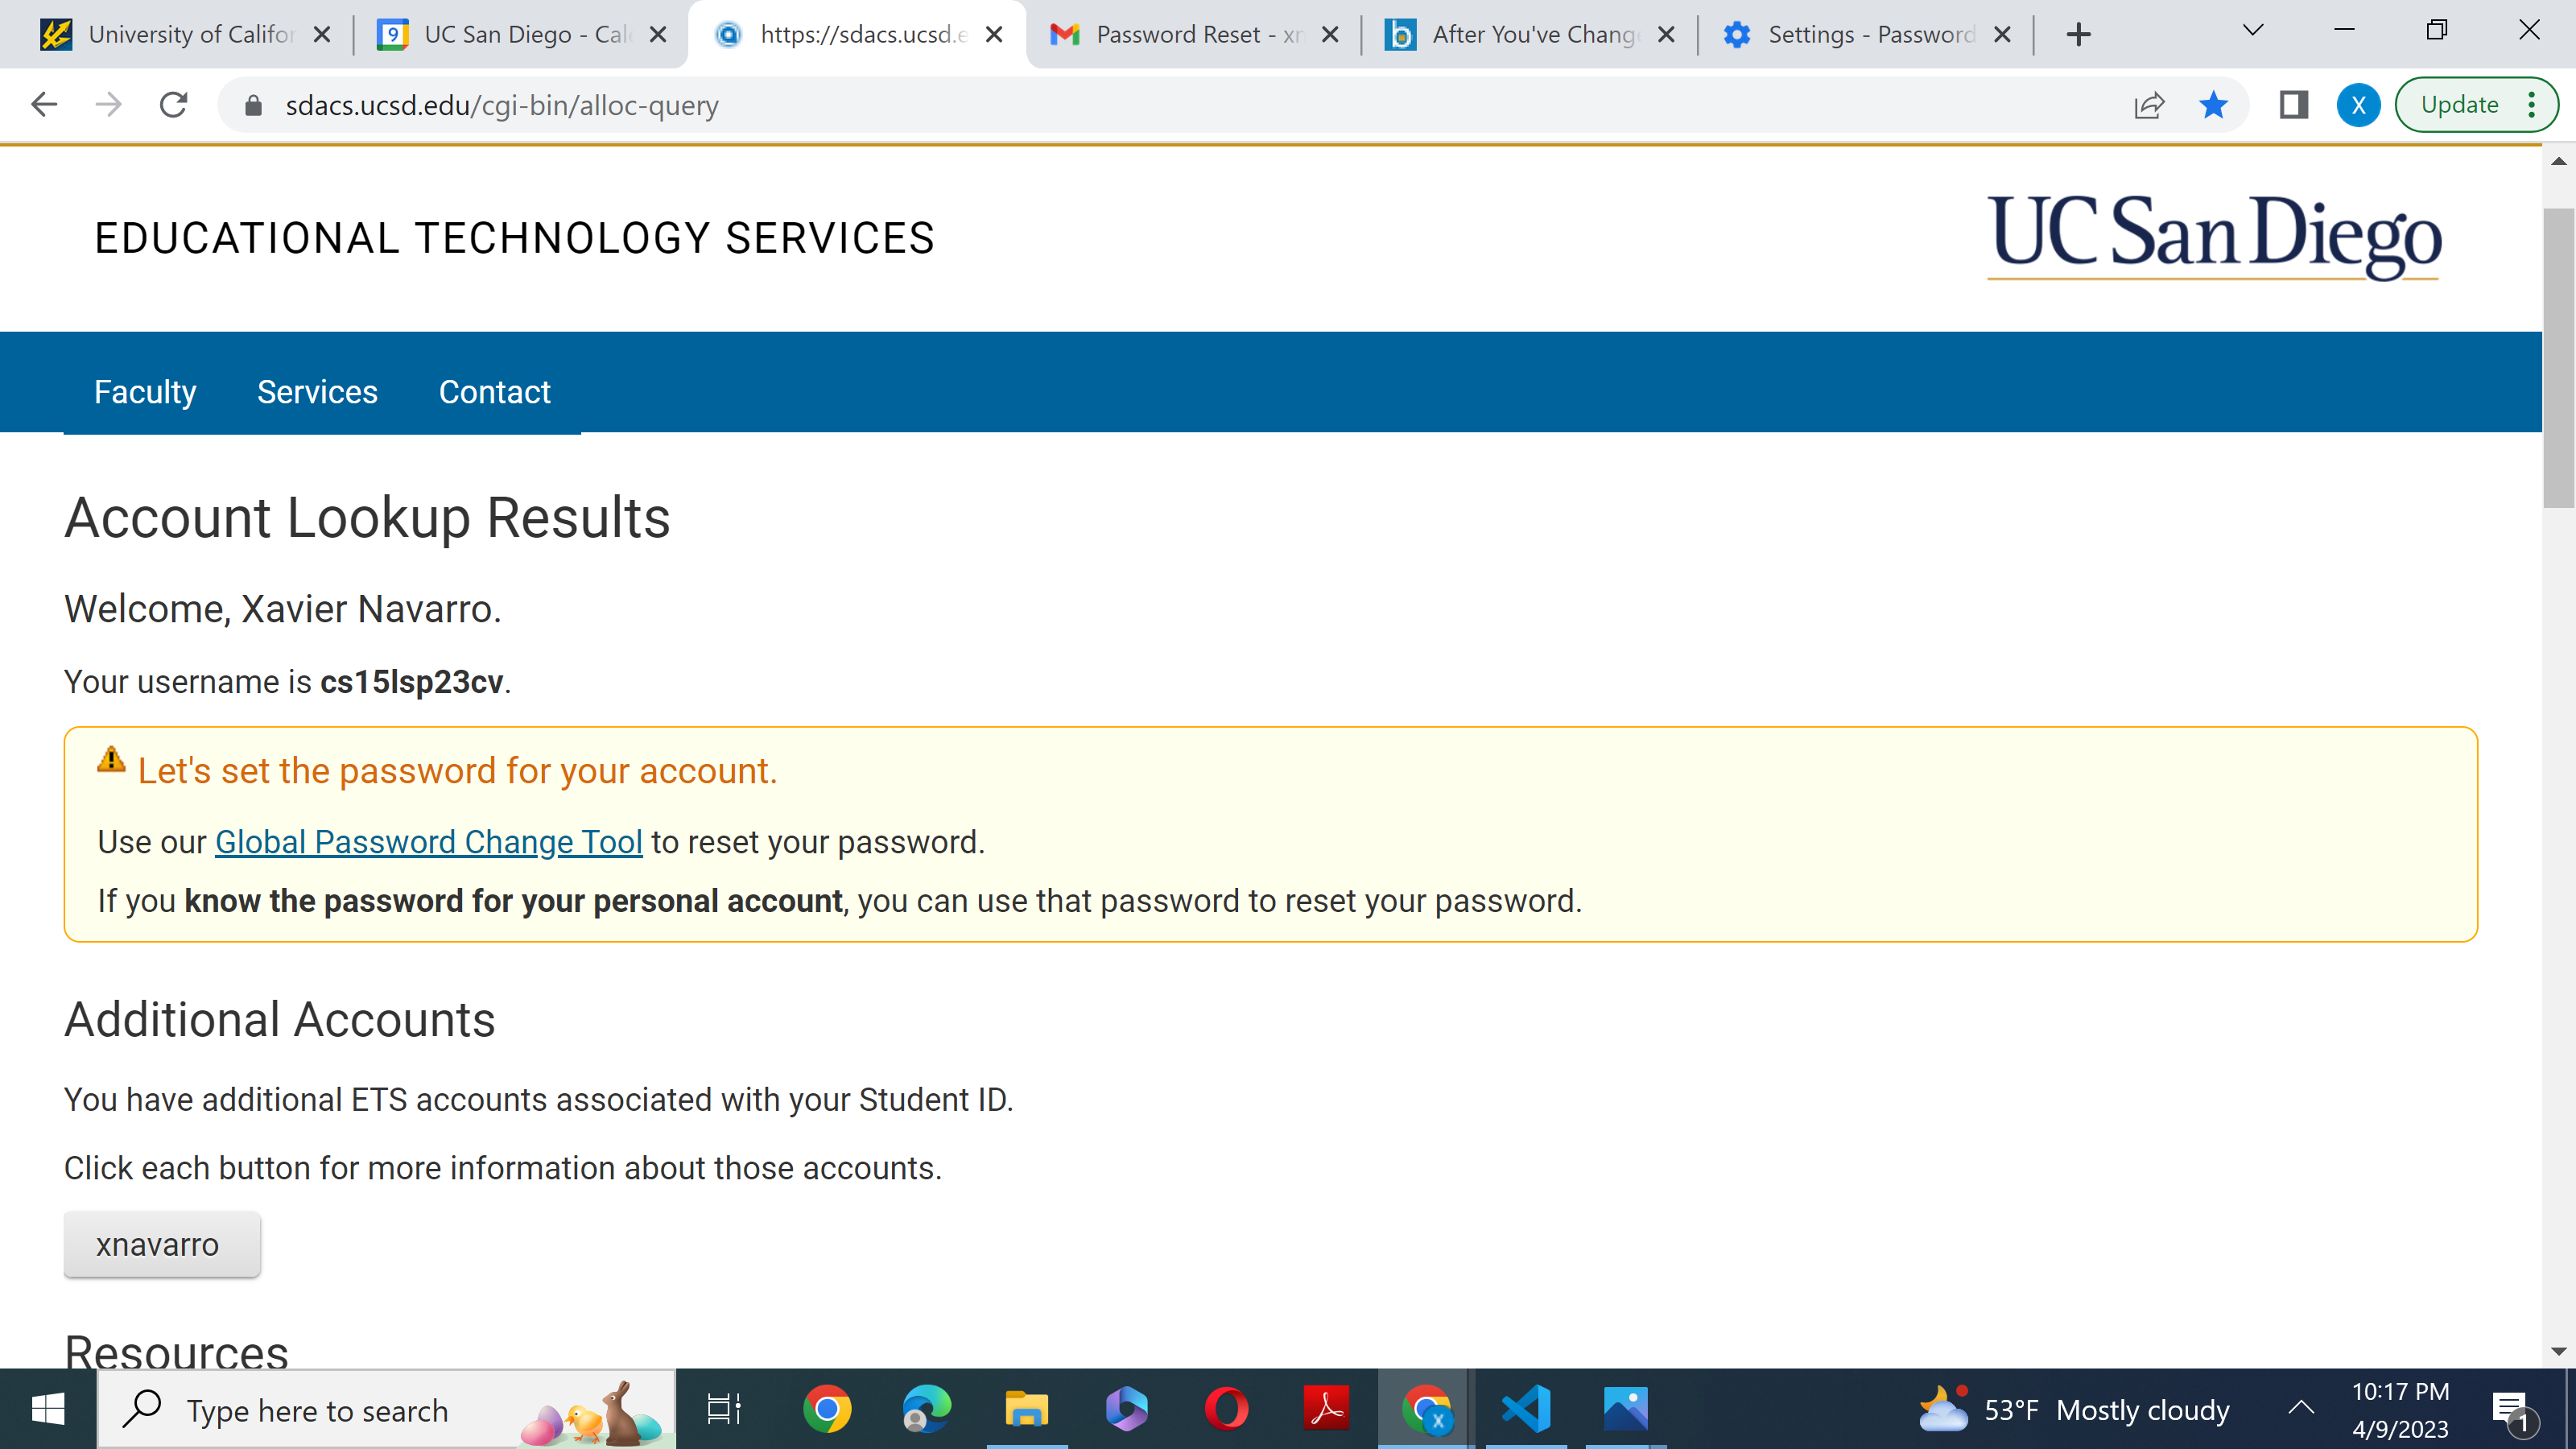 University of Califor
UC San Diego - Cal
https://sdacs.ucsd.e
Password Reset - xn
After You've Chang
Settings - Password
sdacs.ucsd.edu/cgi-bin/alloc-query
X
Update
EDUCATIONAL TECHNOLOGY SERVICES
UC San Diego
Faculty Services Contact
Account Lookup Results
Welcome, Xavier Navarro.
Your username is cs15lsp23cv.
Let's set the password for your account.
Use our Global Password Change Tool to reset your password.
If you know the password for your personal account, you can use that password to reset your password.
Additional Accounts
You have additional ETS accounts associated with your Student ID.
Click each button for more information about those accounts.
xnavarro
Resources
Type here to search
53°F Mostly cloudy
10:17 PM
4/9/2023
1